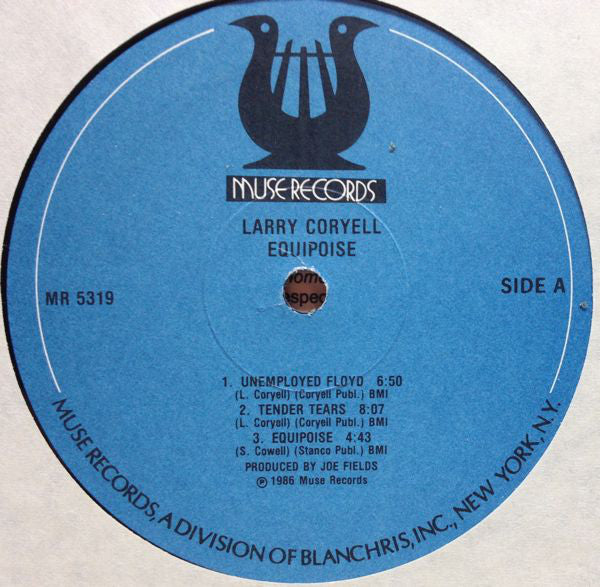 MUSE RECORDS
LARRY CORYELL
EQUIPOISE
MR 5319
SIDE A
1. UNEMPLOYED FLOYD 6:50
(L. Coryell) (Coryell Publ.) BMI
2. TENDER TEARS 8:07
(L. Coryell) (Coryell Publ.) BMI
3. EQUIPOISE 4:43
(S. Cowell) (Stanco Publ.) BMI
PRODUCED BY JOE FIELDS
℗ 1986 Muse Records
MUSE RECORDS, A DIVISION OF BLANCHRIS, INC., NEW YORK, N.Y.